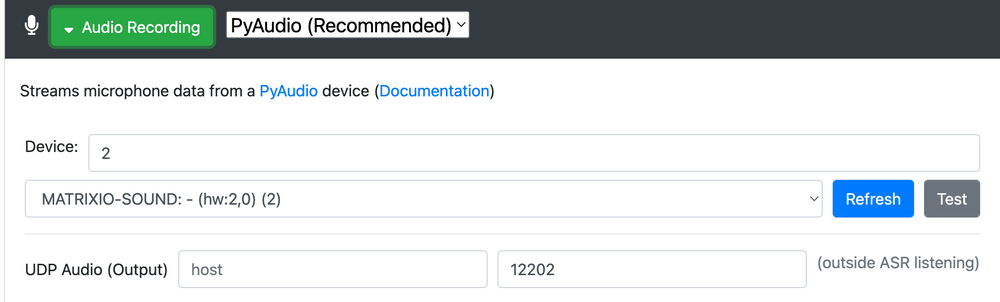 Audio Recording PyAudio (Recommended)
Streams microphone data from a PyAudio device (Documentation)
Device: 2
MATRIXIO-SOUND: - (hw:2,0) (2) Refresh Test
UDP Audio (Output) host 12202 (outside ASR listening)